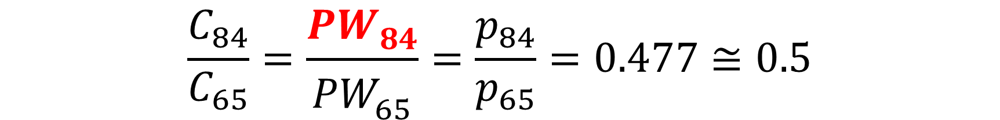 C₈₄/C₆₅ = PW₈₄/PW₆₅ = p₈₄/p₆₅ = 0.477 ≅ 0.5